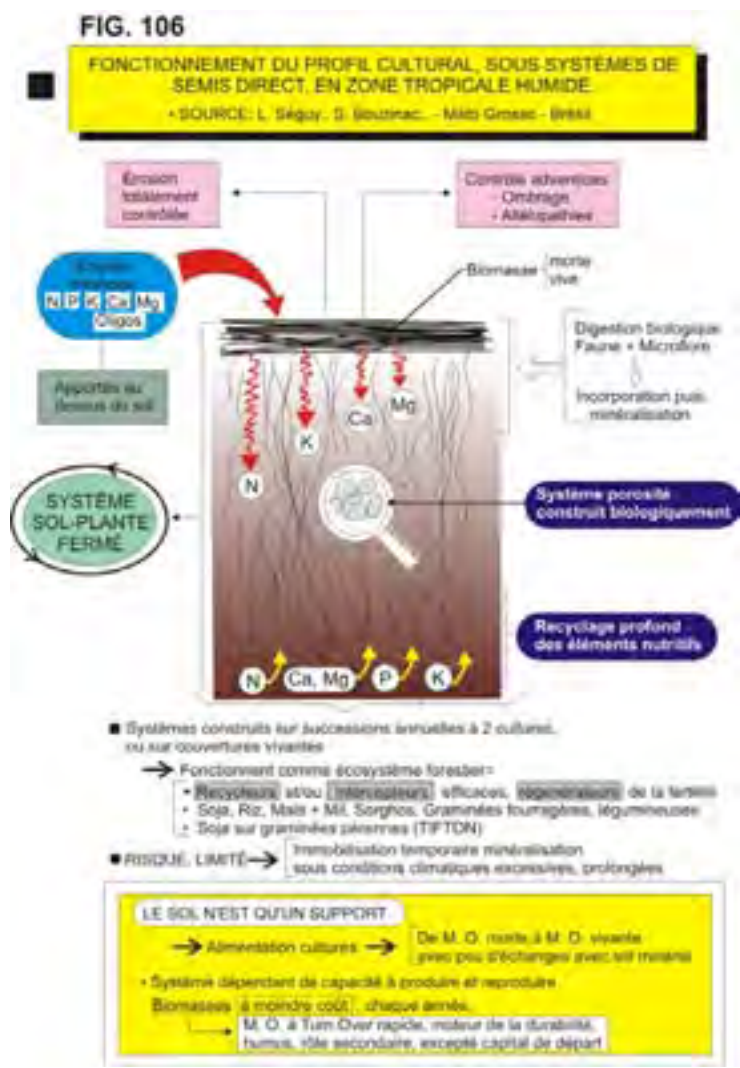 FIG. 106
FONCTIONNEMENT DU PROFIL CULTURAL, SOUS SYSTÈMES DE
SEMIS DIRECT, EN ZONE TROPICALE HUMIDE
• SOURCE: L. Séguy, S. Bouzinac, - Mato Grosso - Brésil
Érosion
totalement
contrôlée
Contrôle adventices
- Ombrage
- Allélopathies
N P K Ca Mg
Oligos
Biomasse
morte
vive
Digestion biologique
Faune + Microflore
Incorporation puis
minéralisation
Apportés au
dessus du sol
N
K
Ca
Mg
SYSTÈME
SOL-PLANTE
FERMÉ
Système porosité
construit biologiquement
Recyclage profond
des éléments nutritifs
N
Ca, Mg
P
K
Systèmes construits sur successions annuelles à 2 cultures,
ou sur couvertures vivantes
Fonctionnent comme écosystème forestier=
• Recycleurs et/ou intercepteurs efficaces, régénérateurs de la fertilité
• Soja, Riz, Maïs + Mil, Sorghos, Graminées fourragères, légumineuses
• Soja sur graminées pérennes (TIFTON)
RISQUE, LIMITÉ
Immobilisation temporaire minéralisation
sous conditions climatiques excessives, prolongées
LE SOL N'EST QU'UN SUPPORT
Alimentation cultures
De M. O. morte à M. O. vivante
avec peu d'échanges avec sol minéral
• Système dépendant de capacité à produire et reproduire
Biomasses à moindre coût, chaque année,
M. O. à Turn Over rapide, moteur de la durabilité,
humus, rôle secondaire, excepté capital de départ